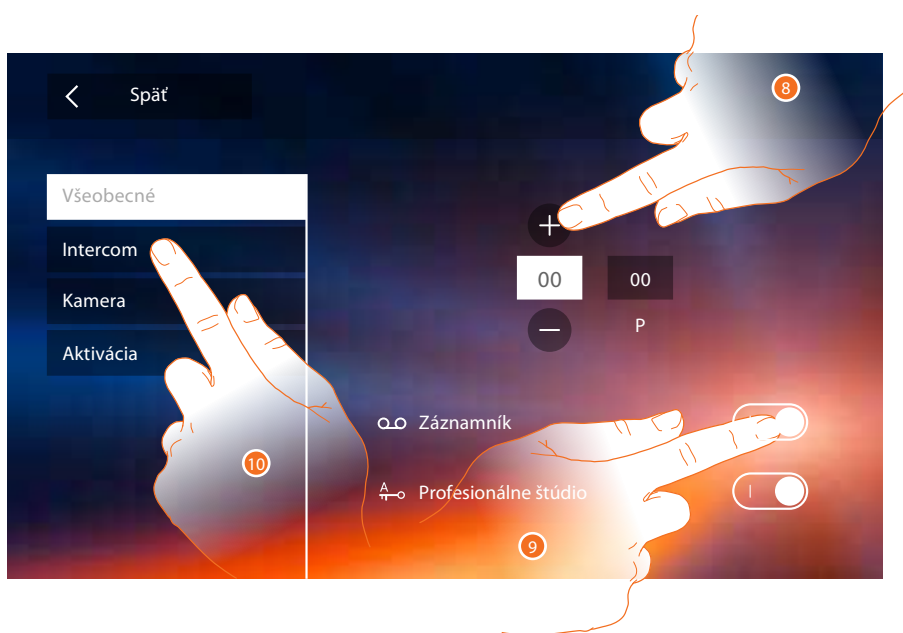 Späť
8
Všeobecné
Intercom
Kamera
Aktivácia
10
00 00
P
Záznamník
A Profesionálne štúdio
9